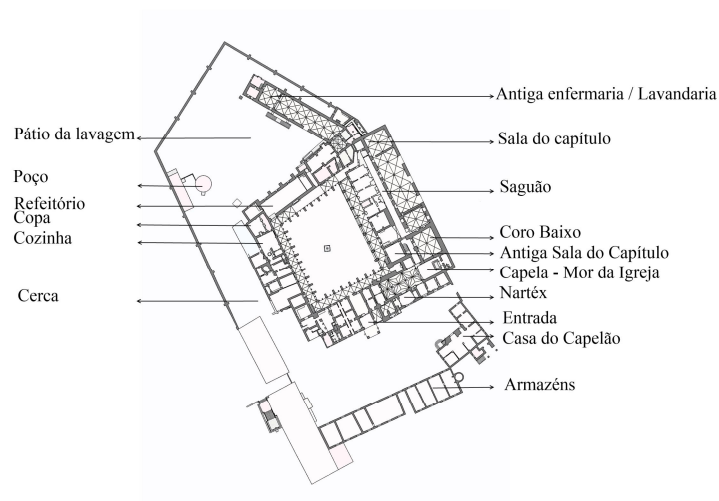 Antiga enfermaria / Lavandaria
Pátio da lavagem
Sala do capítulo
Poço
Saguão
Refeitório
Copa
Cozinha
Coro Baixo
Antiga Sala do Capítulo
Capela - Mor da Igreja
Nartéx
Cerca
Entrada
Casa do Capelão
Armazéns